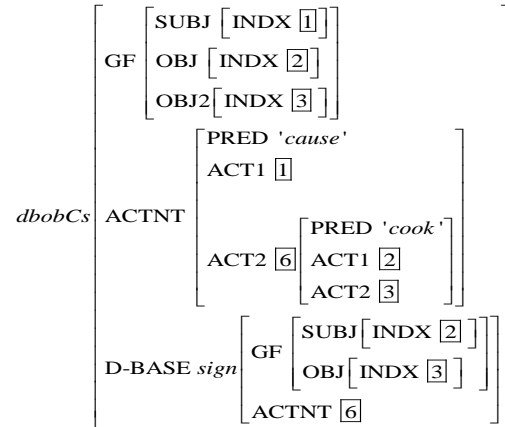 SUBJ [INDX 1]
GF OBJ [INDX 2]
OBJ2 [INDX 3]
PRED 'cause'
ACT1 1
dbobCs ACTNT
PRED 'cook'
ACT2 6 ACT1 2
ACT2 3
SUBJ [INDX 2]
D-BASE sign GF
OBJ [INDX 3]
ACTNT 6